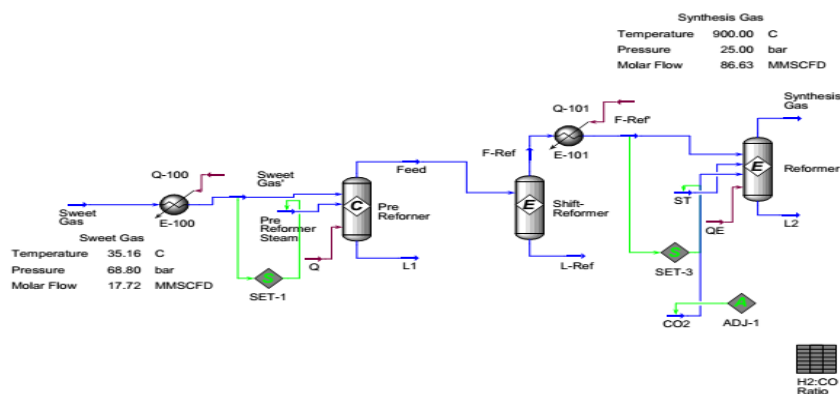 Synthesis Gas
Temperature 900.00 C
Pressure 25.00 bar
Molar Flow 86.63 MMSCFD
Q-101
Synthesis
Gas
F-Ref'
F-Ref
E-101
Reformer
E
Q-100
Sweet
Gas'
Feed
ST
Sweet
Gas
E-100
Pre
Reformer
Steam
C
Pre
Reforner
E
Shift-
Reformer
QE
L2
Sweet Gas
Temperature 35.16 C
Pressure 68.80 bar
Molar Flow 17.72 MMSCFD
Q
L1
L-Ref
S
SET-1
S
SET-3
A
CO2
ADJ-1
H2:CO
Ratio